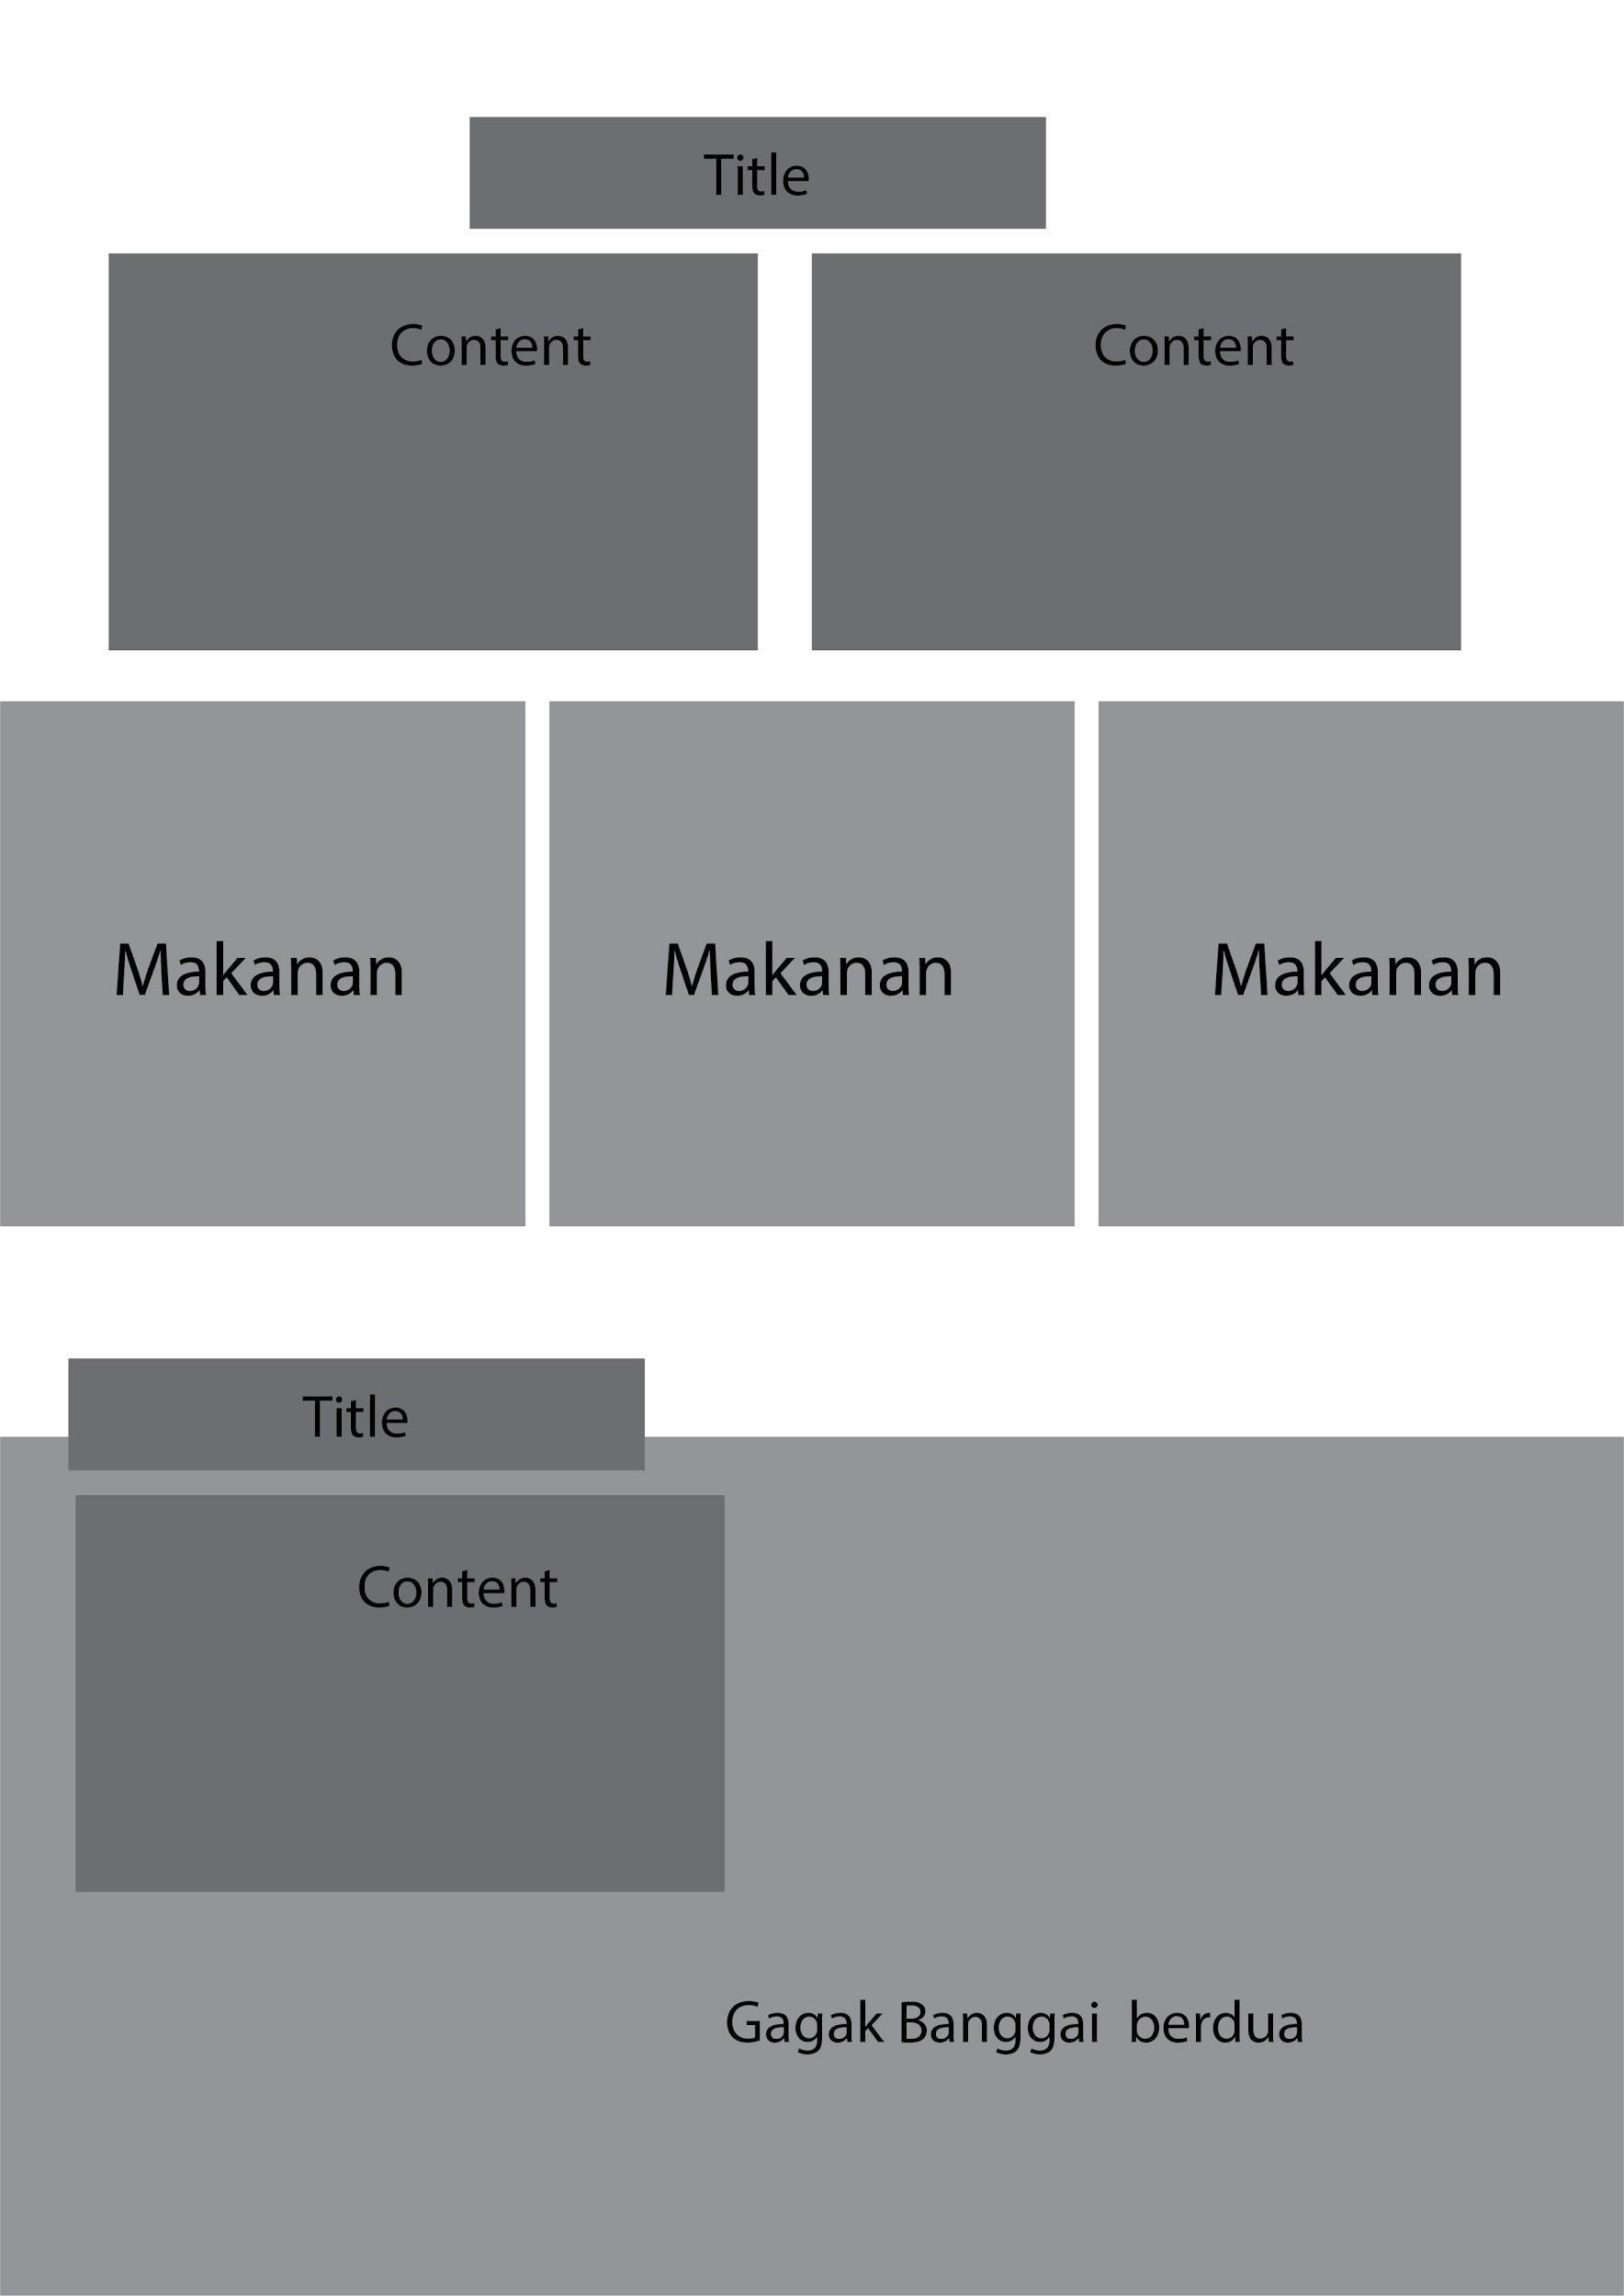 Title
Content
Content
Makanan
Makanan
Makanan
Title
Content
Gagak Banggai  berdua